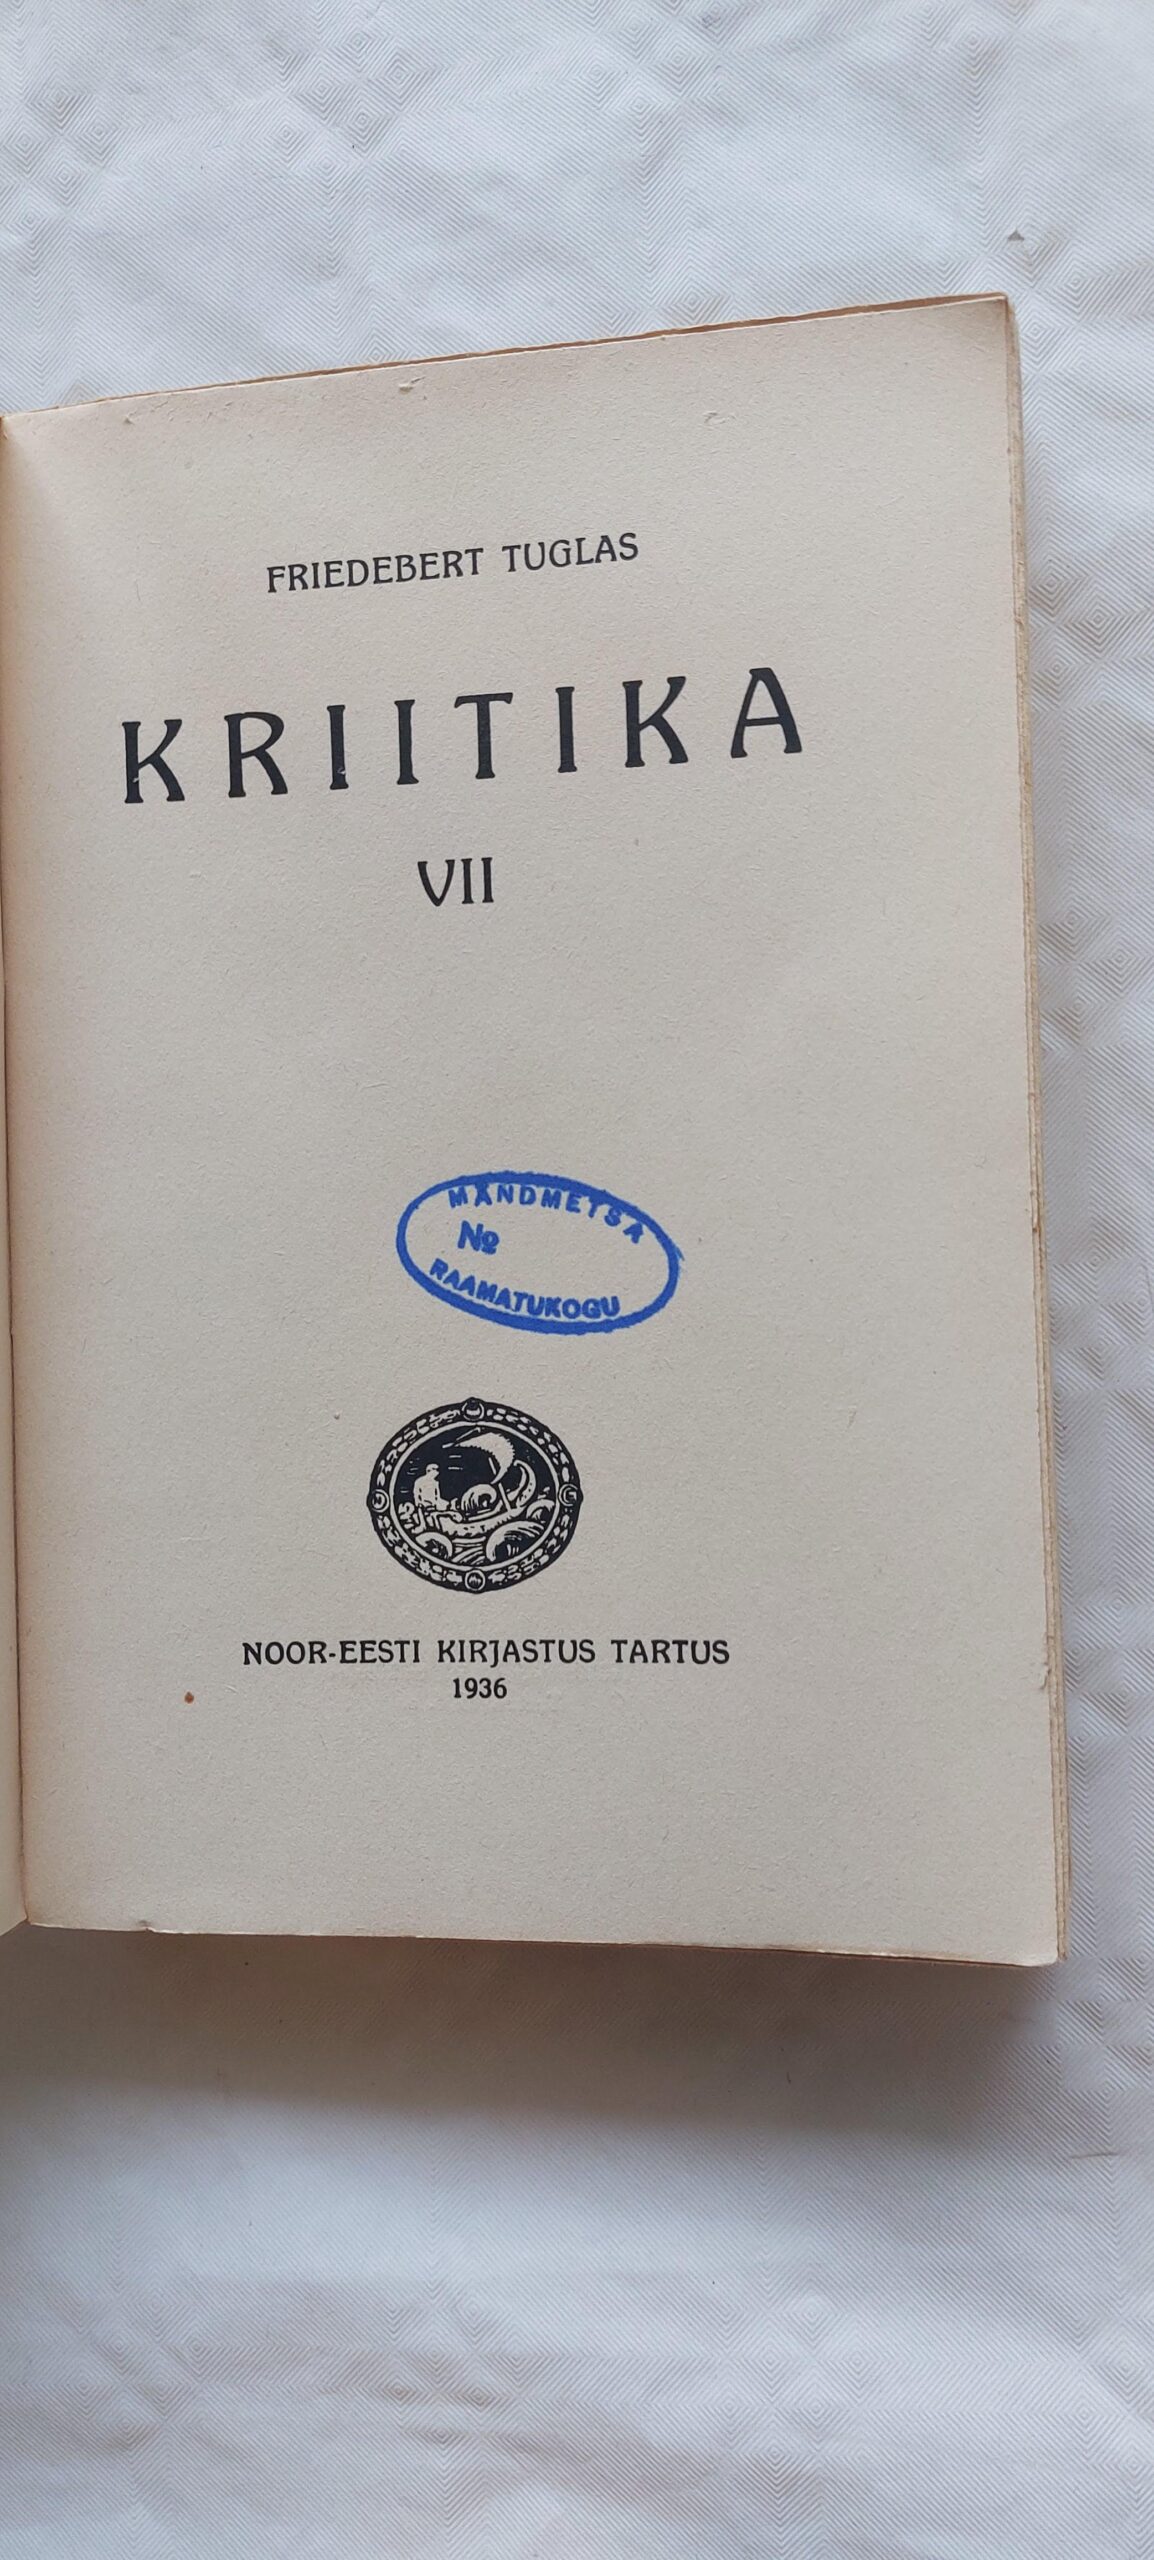 FRIEDEBERT TUGLAS
KRIITIKA
VII
MÄNDMETSA
№
RAAMATUKOGU
NOOR-EESTI KIRJASTUS TARTUS
1936